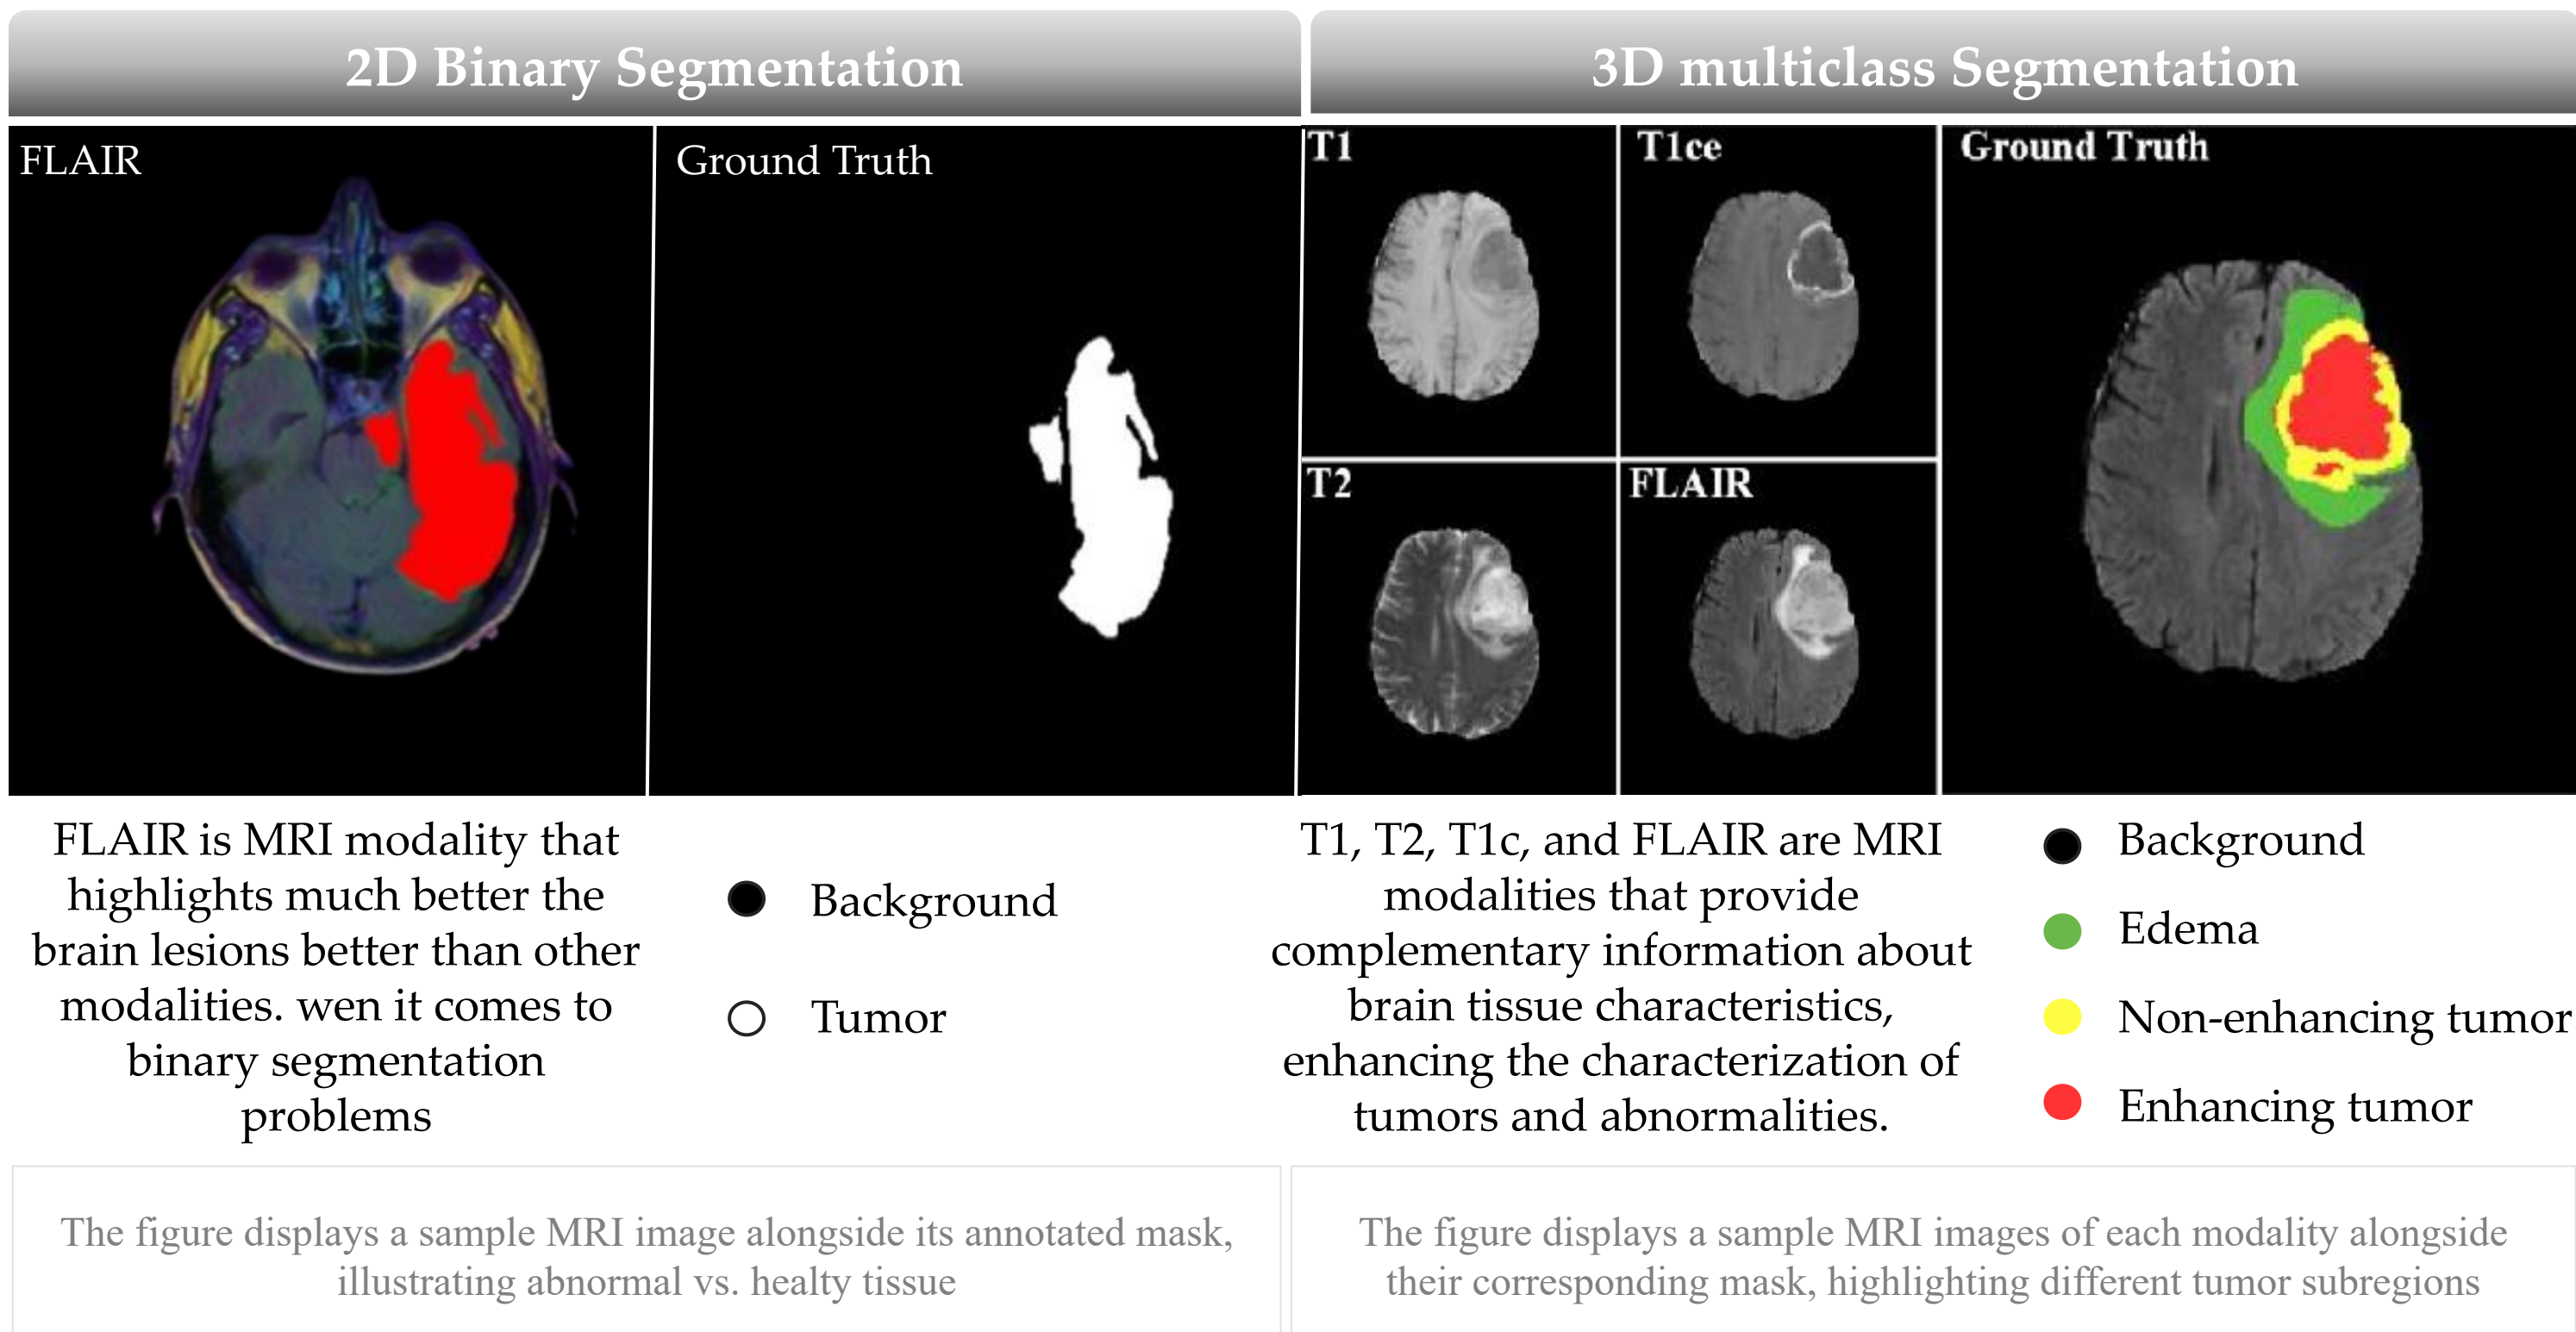 2D Binary Segmentation
3D multiclass Segmentation
FLAIR
Ground Truth
T1
T1ce
Ground Truth
T2
FLAIR
FLAIR is MRI modality that
highlights much better the
brain lesions better than other
modalities. wen it comes to
binary segmentation
problems
Background
Tumor
T1, T2, T1c, and FLAIR are MRI
modalities that provide
complementary information about
brain tissue characteristics,
enhancing the characterization of
tumors and abnormalities.
Background
Edema
Non-enhancing tumor
Enhancing tumor
The figure displays a sample MRI image alongside its annotated mask,
illustrating abnormal vs. healty tissue
The figure displays a sample MRI images of each modality alongside
their corresponding mask, highlighting different tumor subregions